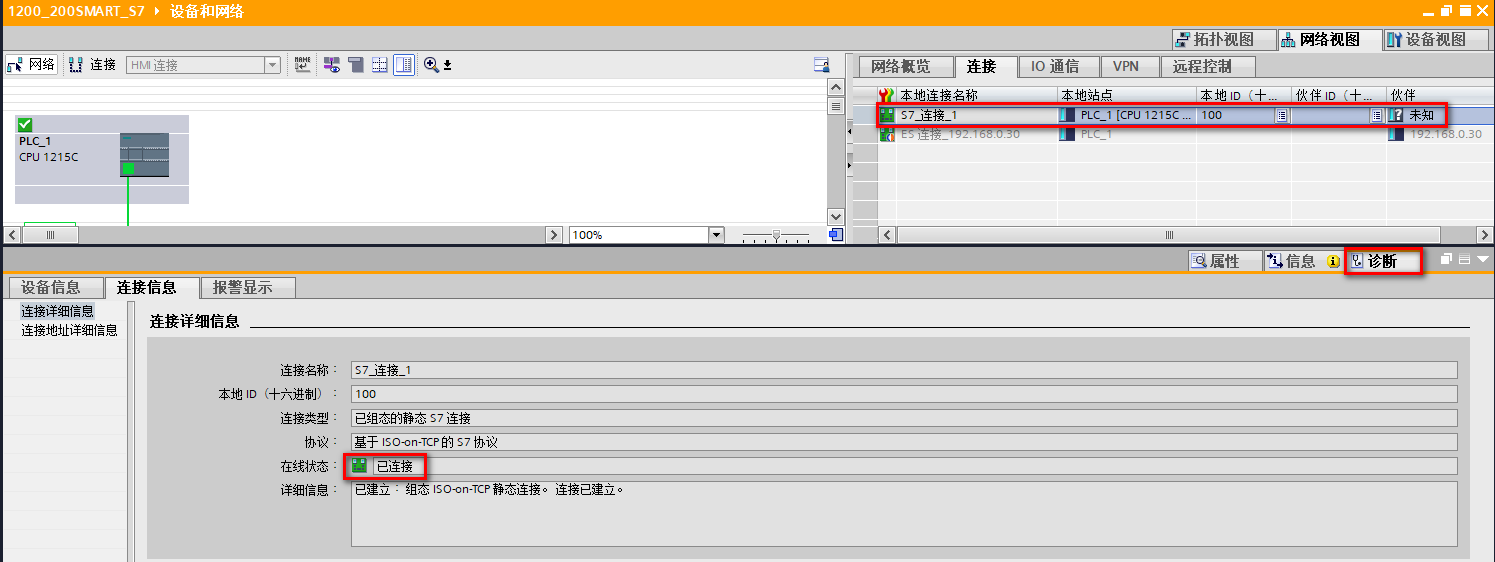 1200_200SMART_S7 ▸ 设备和网络
拓扑视图 网络视图 设备视图
网络 连接 HMI 连接
网络概览 连接 IO 通信 VPN 远程控制
本地连接名称 本地站点 本地 ID（十... 伙伴 ID（十... 伙伴
S7_连接_1 PLC_1 [CPU 1215C ... 100 未知
ES 连接_192.168.0.30 PLC_1 192.168.0.30
PLC_1
CPU 1215C
100%
属性 信息 诊断
设备信息 连接信息 报警显示
连接详细信息
连接地址详细信息
连接详细信息
连接名称： S7_连接_1
本地 ID（十六进制）： 100
连接类型： 已组态的静态 S7 连接
协议： 基于 ISO-on-TCP 的 S7 协议
在线状态： 已连接
详细信息： 已建立： 组态 ISO-on-TCP 静态连接。 连接已建立。